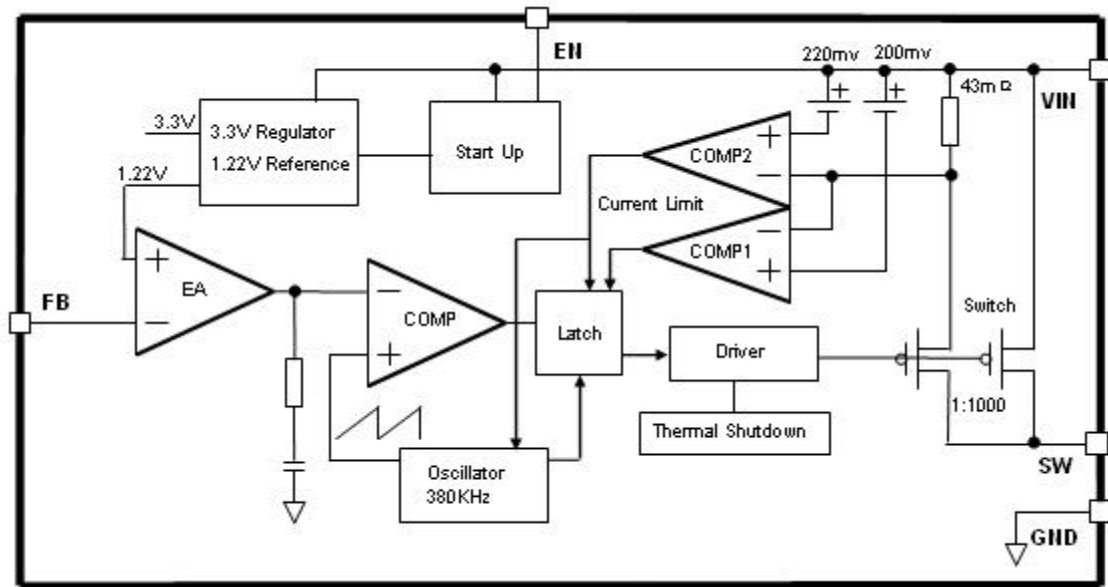 EN
220mv
200mv
43mΩ
VIN
3.3V
3.3V Regulator
1.22V Reference
1.22V
Start Up
COMP2
Current Limit
COMP1
EA
FB
COMP
Latch
Driver
Switch
1:1000
Thermal Shutdown
Oscillator
380KHz
SW
GND